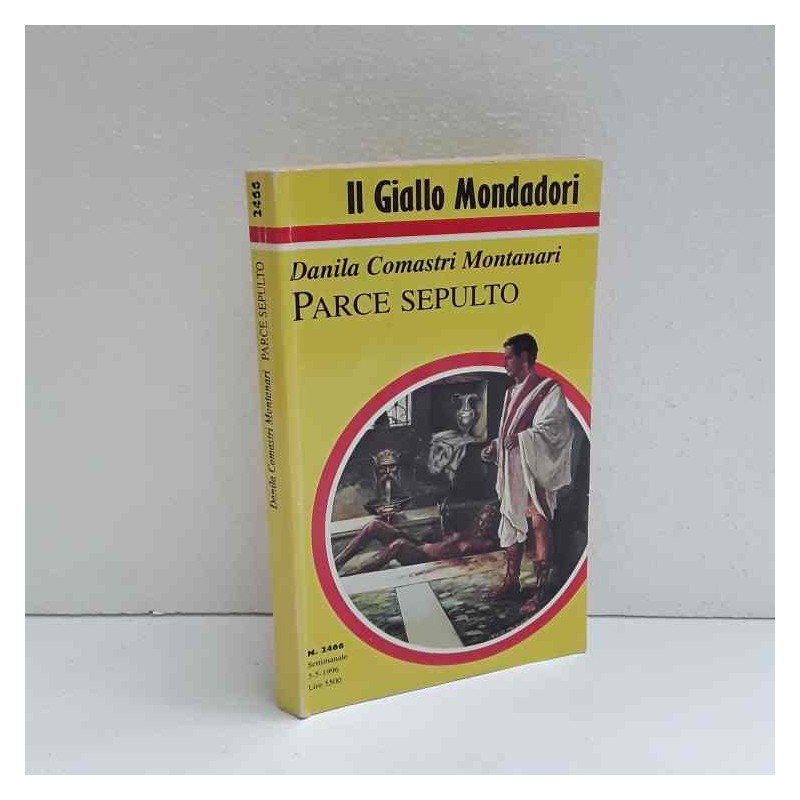 Il Giallo Mondadori
Danila Comastri Montanari
PARCE SEPULTO
N. 2466
Settimanale
5-5-1996
Lire 5500
2466
PARCE SEPULTO
Danila Comastri Montanari